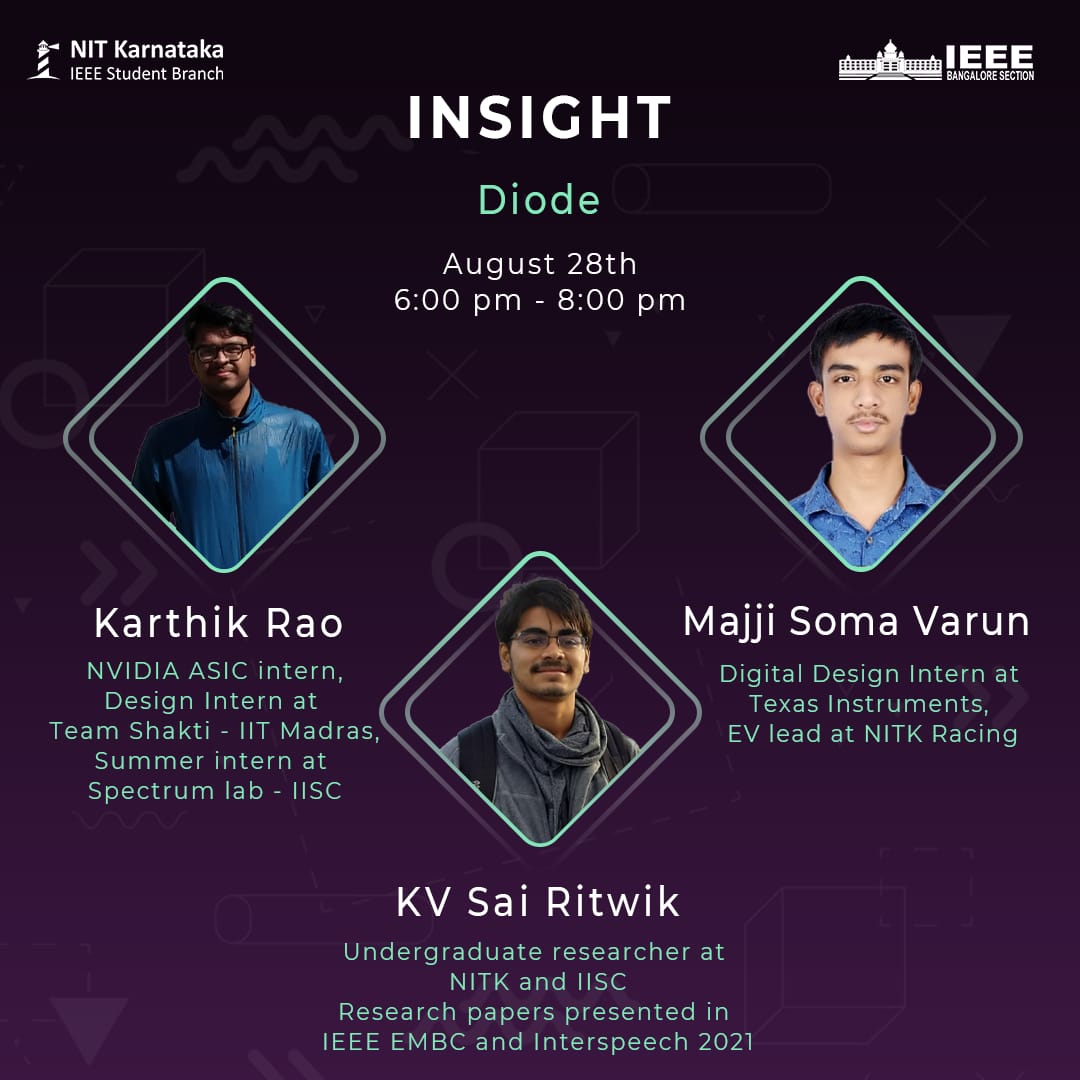 NIT Karnataka
IEEE Student Branch
IEEE
BANGALORE SECTION
INSIGHT
Diode
August 28th
6:00 pm - 8:00 pm
Karthik Rao
NVIDIA ASIC intern,
Design Intern at
Team Shakti - IIT Madras,
Summer intern at
Spectrum lab - IISC
Majji Soma Varun
Digital Design Intern at
Texas Instruments,
EV lead at NITK Racing
KV Sai Ritwik
Undergraduate researcher at
NITK and IISC
Research papers presented in
IEEE EMBC and Interspeech 2021